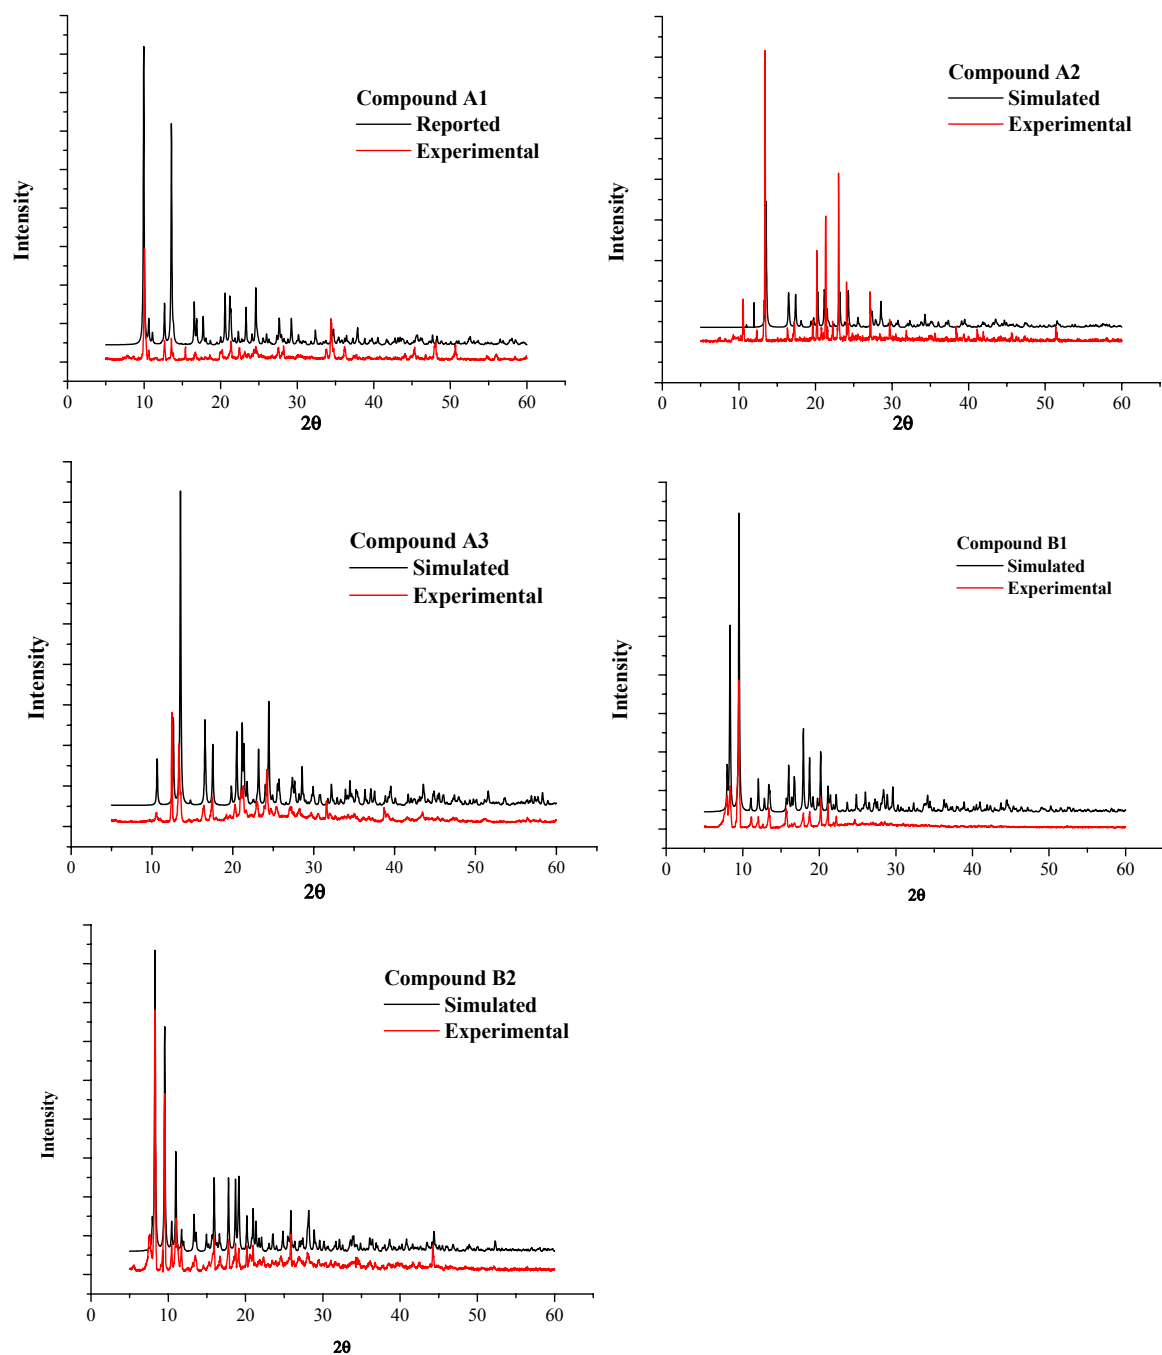 Compound A1
Reported
Experimental
Intensity
0 10 20 30 40 50 60
2θ
Compound A2
Simulated
Experimental
Intensity
0 10 20 30 40 50 60
2θ
Compound A3
Simulated
Experimental
Intensity
0 10 20 30 40 50 60
2θ
Compound B1
Simulated
Experimental
Intensity
0 10 20 30 40 50 60
2θ
Compound B2
Simulated
Experimental
Intensity
0 10 20 30 40 50 60
2θ